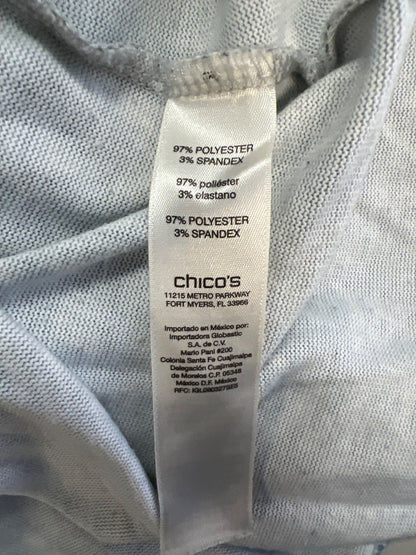 97% POLYESTER
3% SPANDEX
97% poliéster
3% elastano
97% POLYESTER
3% SPANDEX
chico's
11215 METRO PARKWAY
FORT MYERS, FL 33966
Importado en México por:
Importadora Globastic
S.A. de C.V.
Mario Pani #200
Colonia Santa Fe Cuajimalpa
Delegación Cuajimalpa
de Morelos C.P. 05348
México D.F. México
RFC: IGL080327SE5